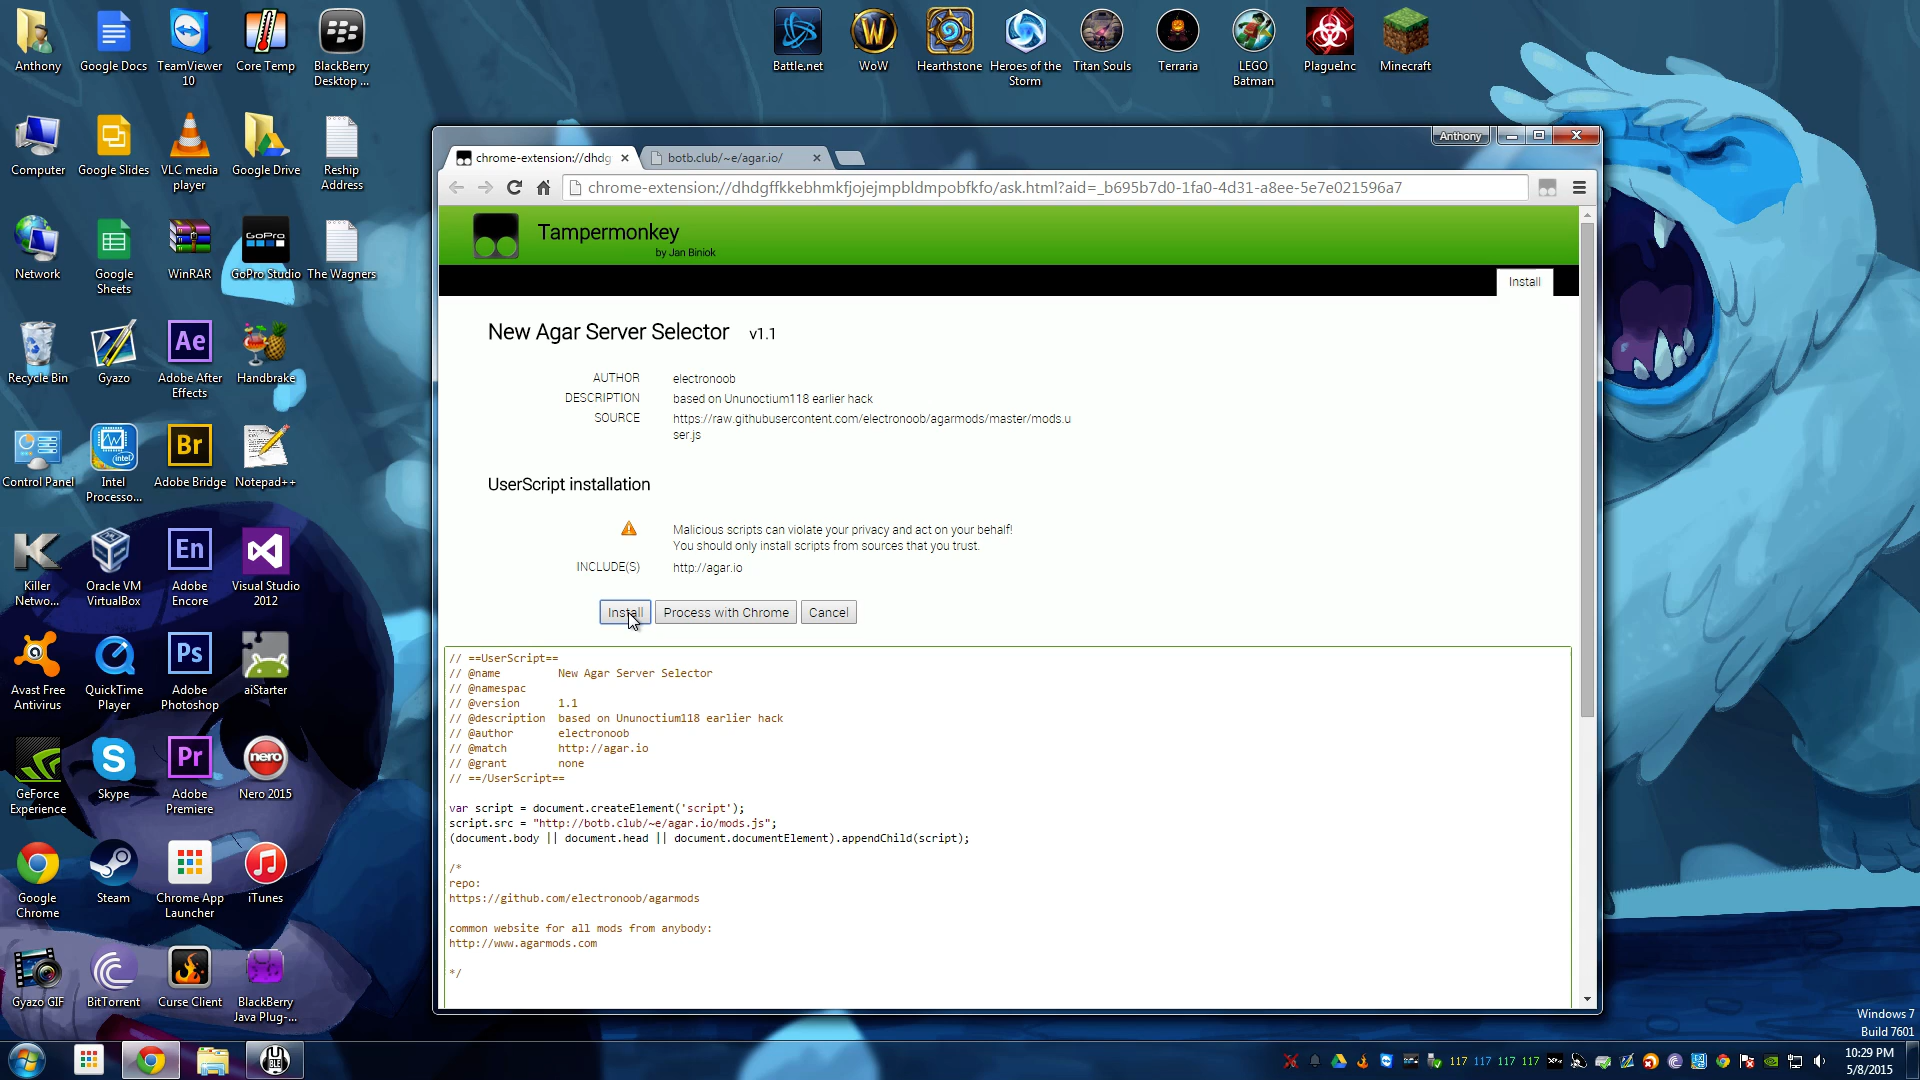 Anthony
Google Docs
TeamViewer
10
Core Temp
BlackBerry
Desktop ...
Battle.net
WoW
Hearthstone
Heroes of the
Storm
Titan Souls
Terraria
LEGO
Batman
PlagueInc
Minecraft
Computer
Google Slides
VLC media
player
Google Drive
Reship
Address
Network
Google
Sheets
WinRAR
GoPro
GoPro Studio
The Wagners
Recycle Bin
Gyazo
Ae
Adobe After
Effects
Handbrake
Control Panel
intel
Intel
Processo...
Br
Adobe Bridge
Notepad++
Killer
Netwo...
Oracle VM
VirtualBox
En
Adobe
Encore
Visual Studio
2012
Avast Free
Antivirus
QuickTime
Player
Ps
Adobe
Photoshop
aiStarter
GeForce
Experience
Skype
Pr
Adobe
Premiere
nero
Nero 2015
Google
Chrome
Steam
Chrome App
Launcher
iTunes
Gyazo GIF
BitTorrent
Curse Client
BlackBerry
Java Plug-...
Anthony
chrome-extension://dhdg
botb.club/~e/agar.io/
chrome-extension://dhdgffkkebhmkfjojejmpbldmpobfkfo/ask.html?aid=_b695b7d0-1fa0-4d31-a8ee-5e7e021596a7
Tampermonkey
by Jan Biniok
Install
New Agar Server Selector v1.1
AUTHOR electronoob
DESCRIPTION based on Ununoctium118 earlier hack
SOURCE https://raw.githubusercontent.com/electronoob/agarmods/master/mods.u
ser.js
UserScript installation
Malicious scripts can violate your privacy and act on your behalf!
You should only install scripts from sources that you trust.
INCLUDE(S) http://agar.io
Install Process with Chrome Cancel
// ==UserScript==
// @name New Agar Server Selector
// @namespac
// @version 1.1
// @description based on Ununoctium118 earlier hack
// @author electronoob
// @match http://agar.io
// @grant none
// ==/UserScript==
var script = document.createElement('script');
script.src = "http://botb.club/~e/agar.io/mods.js";
(document.body || document.head || document.documentElement).appendChild(script);
/*
repo:
https://github.com/electronoob/agarmods
common website for all mods from anybody:
http://www.agarmods.com
*/
Windows 7
Build 7601
117 117 117 117
10:29 PM
5/8/2015